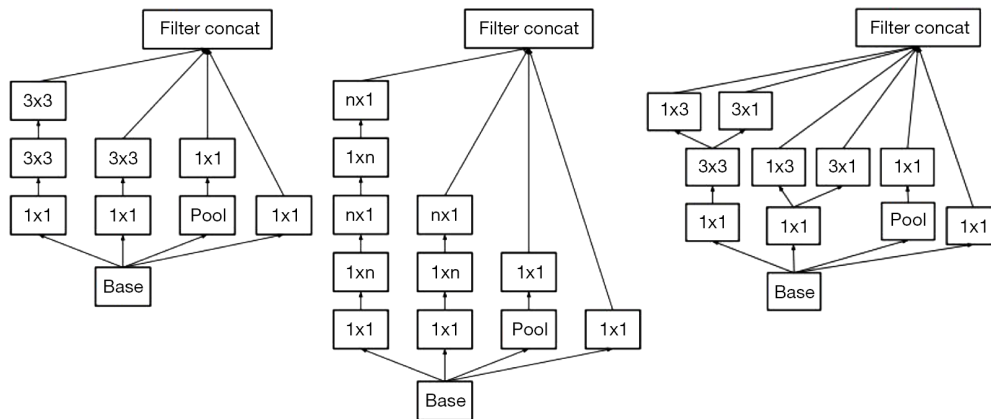 Filter concat
3x3
3x3 3x3 1x1
1x1 1x1 Pool 1x1
Base
Filter concat
nx1
1xn
nx1 nx1
1xn 1xn 1x1
1x1 1x1 Pool 1x1
Base
Filter concat
1x3 3x1
3x3 1x3 3x1 1x1
1x1 1x1 Pool 1x1
Base